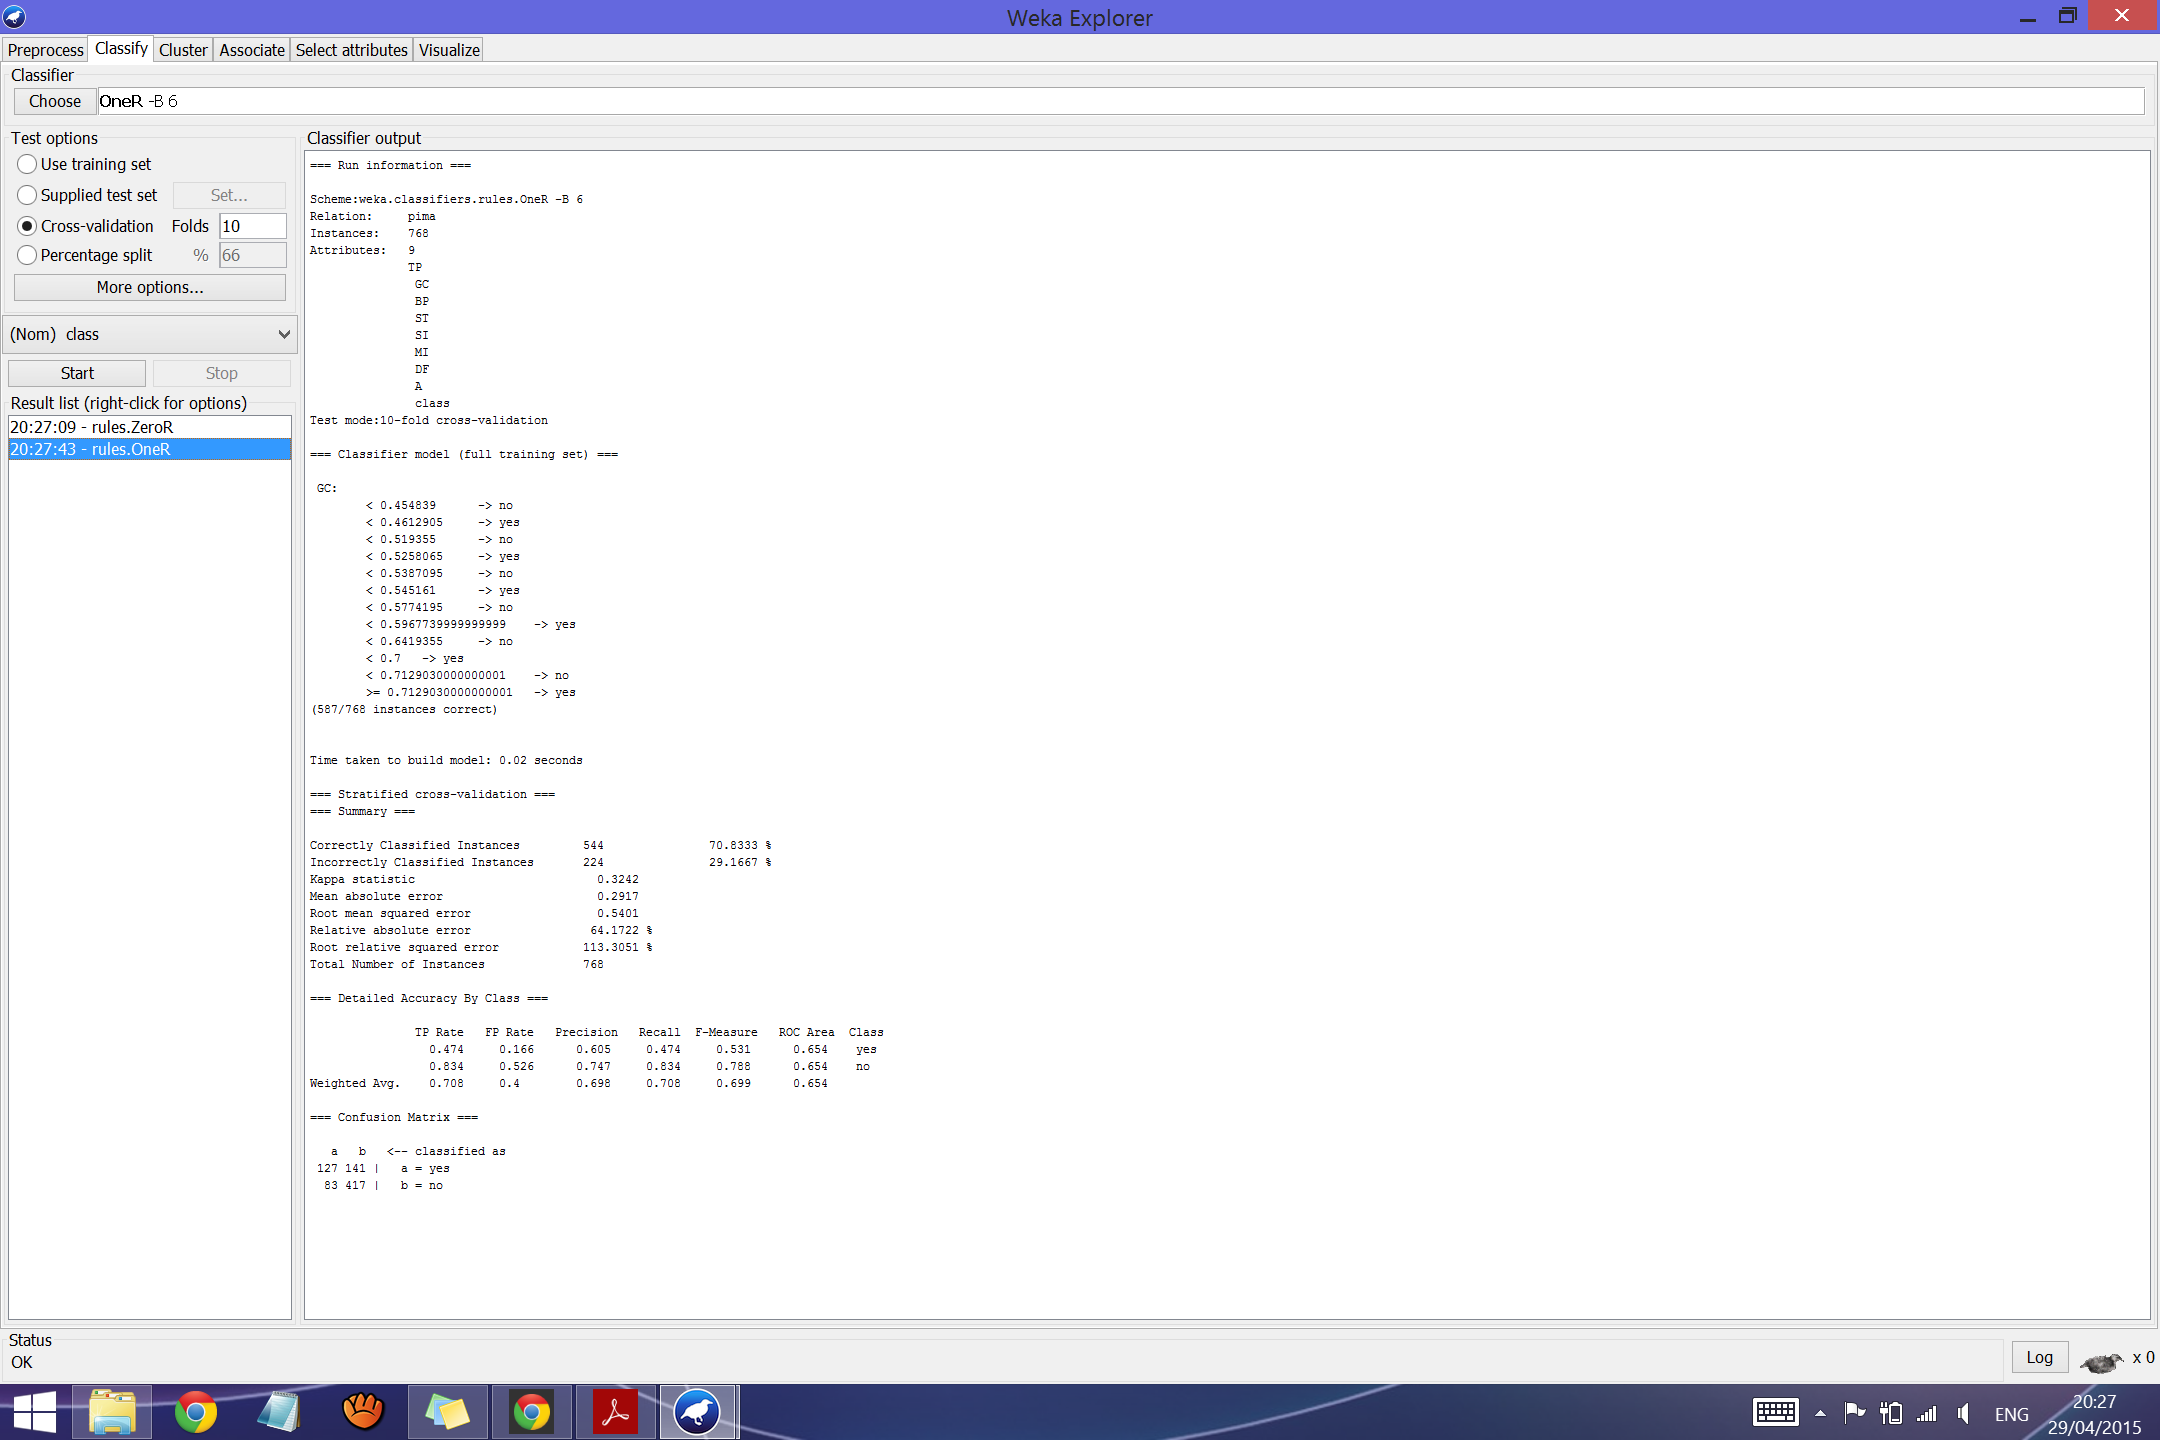 Weka Explorer
Preprocess Classify Cluster Associate Select attributes Visualize
Classifier
Choose OneR -B 6
Test options
Use training set
Supplied test set Set...
Cross-validation Folds 10
Percentage split % 66
More options...
(Nom) class
Start Stop
Result list (right-click for options)
20:27:09 - rules.ZeroR
20:27:43 - rules.OneR
Classifier output
=== Run information ===
Scheme:weka.classifiers.rules.OneR -B 6
Relation: pima
Instances: 768
Attributes: 9
TP
GC
BP
ST
SI
MI
DF
A
class
Test mode:10-fold cross-validation
=== Classifier model (full training set) ===
GC:
< 0.454839 -> no
< 0.4612905 -> yes
< 0.519355 -> no
< 0.5258065 -> yes
< 0.5387095 -> no
< 0.545161 -> yes
< 0.5774195 -> no
< 0.5967739999999999 -> yes
< 0.6419355 -> no
< 0.7 -> yes
< 0.7129030000000001 -> no
>= 0.7129030000000001 -> yes
(587/768 instances correct)
Time taken to build model: 0.02 seconds
=== Stratified cross-validation ===
=== Summary ===
Correctly Classified Instances 544 70.8333 %
Incorrectly Classified Instances 224 29.1667 %
Kappa statistic 0.3242
Mean absolute error 0.2917
Root mean squared error 0.5401
Relative absolute error 64.1722 %
Root relative squared error 113.3051 %
Total Number of Instances 768
=== Detailed Accuracy By Class ===
TP Rate FP Rate Precision Recall F-Measure ROC Area Class
0.474 0.166 0.605 0.474 0.531 0.654 yes
0.834 0.526 0.747 0.834 0.788 0.654 no
Weighted Avg. 0.708 0.4 0.698 0.708 0.699 0.654
=== Confusion Matrix ===
a b <-- classified as
127 141 | a = yes
83 417 | b = no
Status
OK
Log x 0
ENG
20:27
29/04/2015